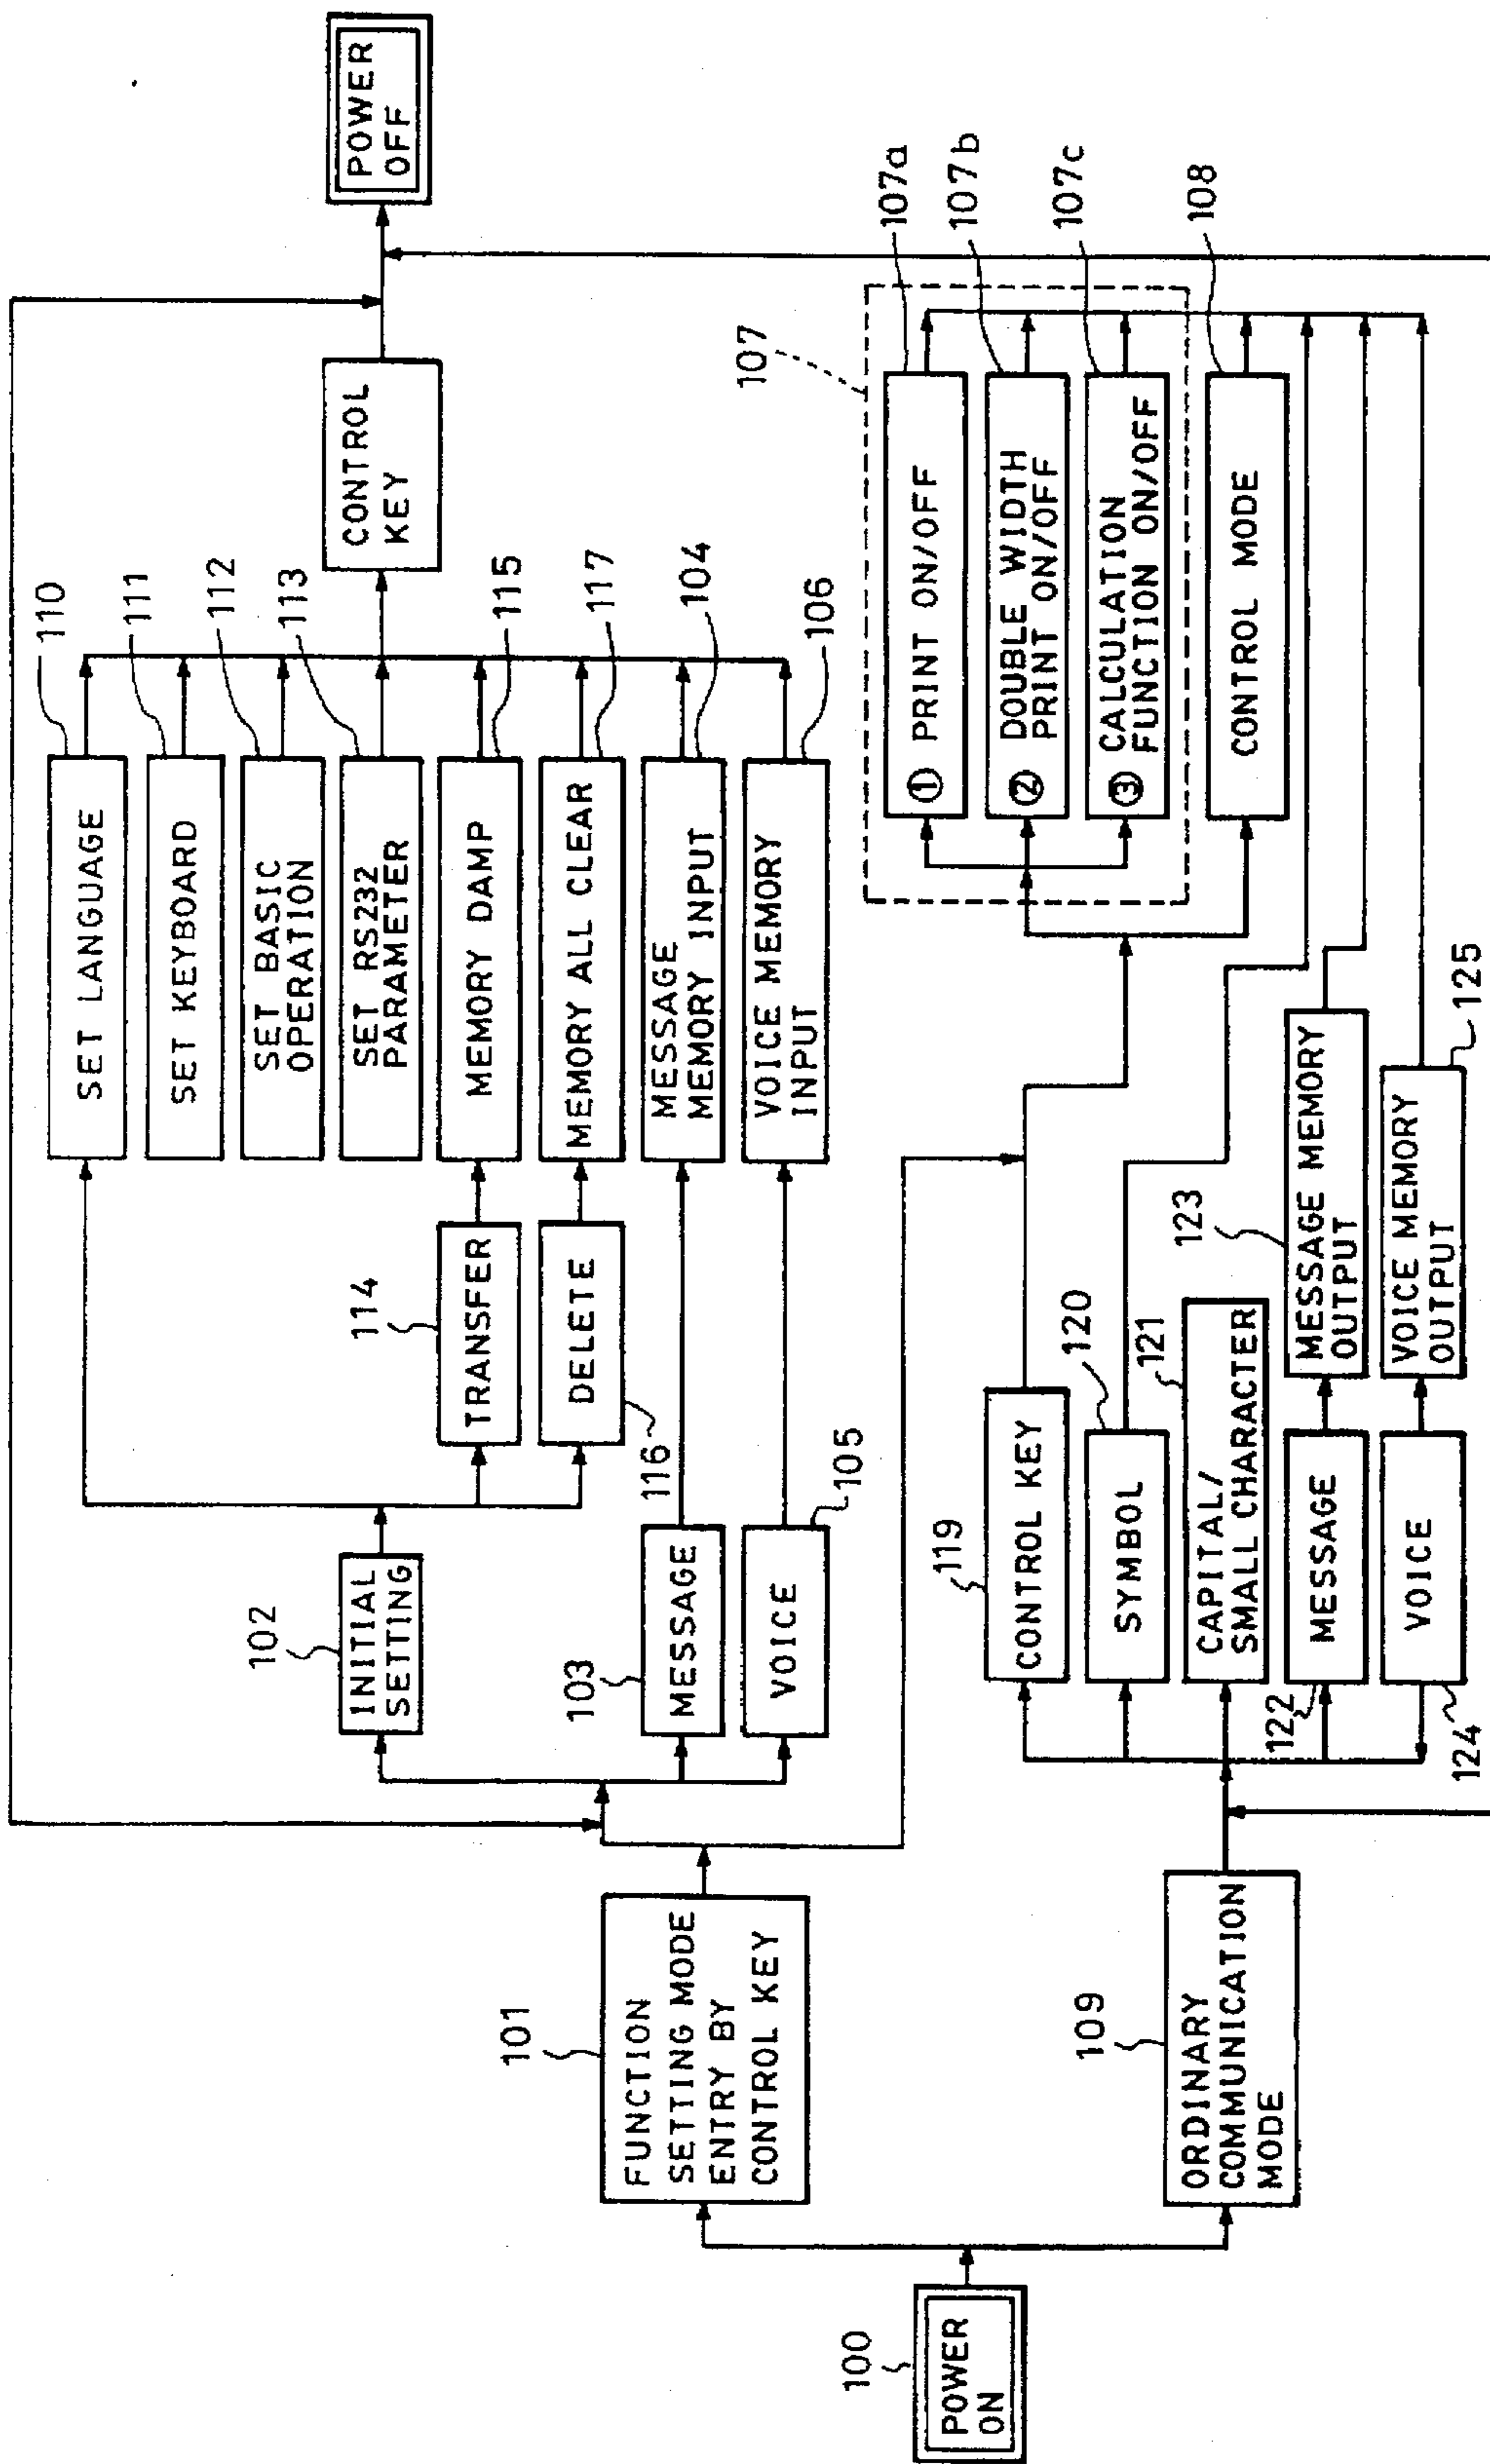 100
POWER
ON
101
FUNCTION
SETTING MODE
ENTRY BY
CONTROL KEY
109
ORDINARY
COMMUNICATION
MODE
102
INITIAL
SETTING
103
MESSAGE
VOICE
105
114
TRANSFER
DELETE
116
SET LANGUAGE
110
SET KEYBOARD
111
SET BASIC
OPERATION
112
SET RS232
PARAMETER
113
MEMORY DAMP
115
MEMORY ALL CLEAR
117
MESSAGE
MEMORY INPUT
104
VOICE MEMORY
INPUT
106
CONTROL
KEY
POWER
OFF
119
CONTROL KEY
120
SYMBOL
121
CAPITAL/
SMALL CHARACTER
122
MESSAGE
124
VOICE
123
MESSAGE MEMORY
OUTPUT
VOICE MEMORY
OUTPUT
125
107
① PRINT ON/OFF
107a
② DOUBLE WIDTH
PRINT ON/OFF
107b
③ CALCULATION
FUNCTION ON/OFF
107c
CONTROL MODE
108